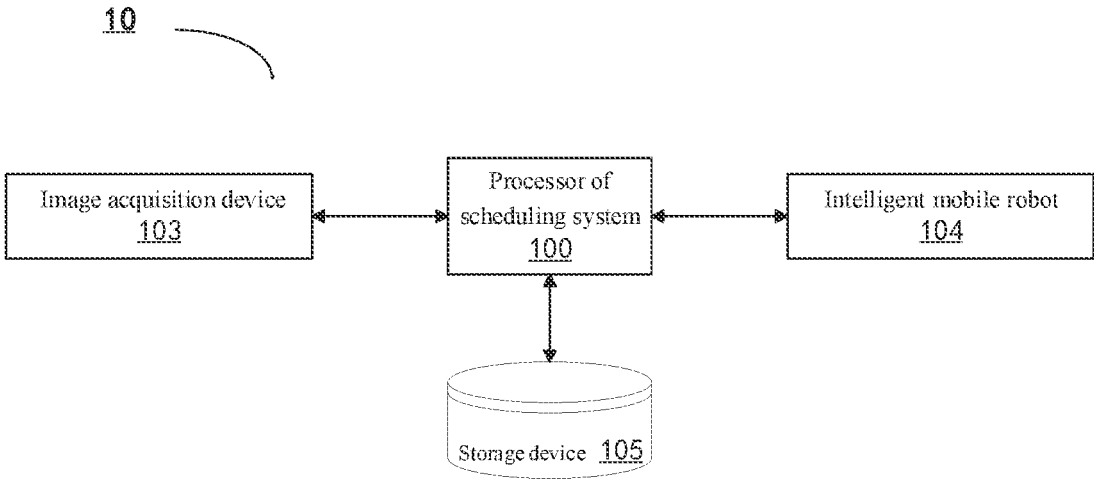 10
Image acquisition device
103
Processor of
scheduling system
100
Intelligent mobile robot
104
Storage device 105